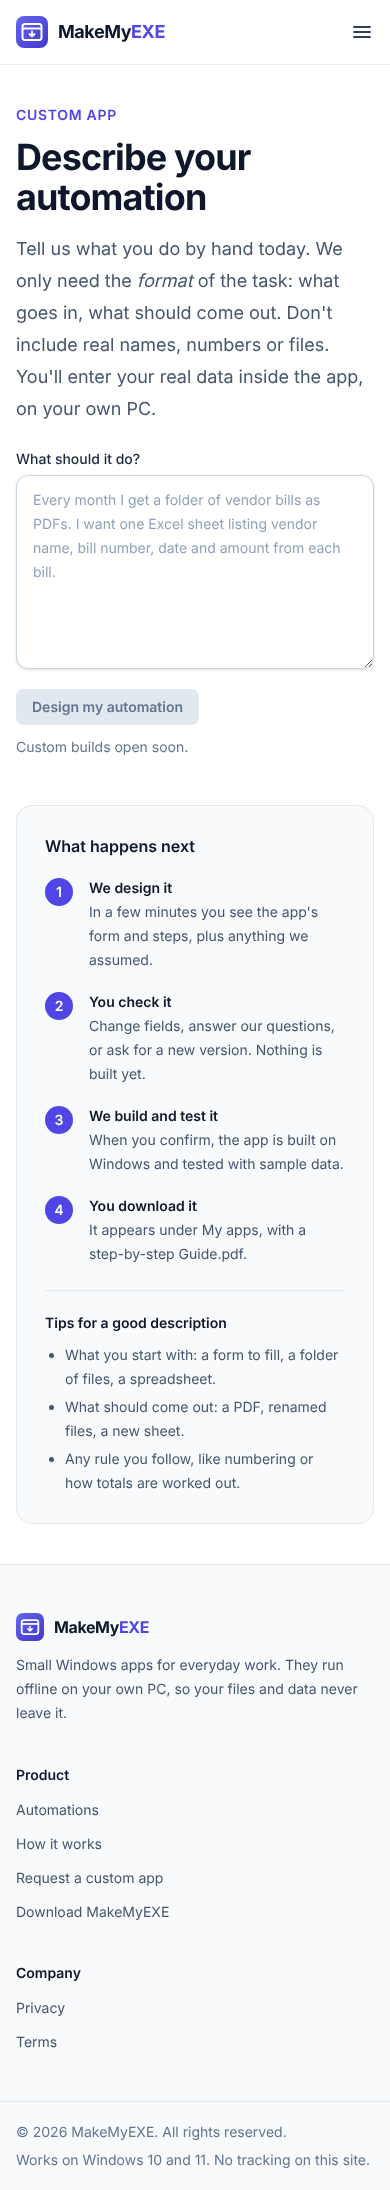 MakeMyEXE
CUSTOM APP
Describe your
automation
Tell us what you do by hand today. We
only need the format of the task: what
goes in, what should come out. Don't
include real names, numbers or files.
You'll enter your real data inside the app,
on your own PC.
What should it do?
Every month I get a folder of vendor bills as
PDFs. I want one Excel sheet listing vendor
name, bill number, date and amount from each
bill.
Design my automation
Custom builds open soon.
What happens next
1
We design it
In a few minutes you see the app's
form and steps, plus anything we
assumed.
2
You check it
Change fields, answer our questions,
or ask for a new version. Nothing is
built yet.
3
We build and test it
When you confirm, the app is built on
Windows and tested with sample data.
4
You download it
It appears under My apps, with a
step-by-step Guide.pdf.
Tips for a good description
• What you start with: a form to fill, a folder
of files, a spreadsheet.
• What should come out: a PDF, renamed
files, a new sheet.
• Any rule you follow, like numbering or
how totals are worked out.
MakeMyEXE
Small Windows apps for everyday work. They run
offline on your own PC, so your files and data never
leave it.
Product
Automations
How it works
Request a custom app
Download MakeMyEXE
Company
Privacy
Terms
© 2026 MakeMyEXE. All rights reserved.
Works on Windows 10 and 11. No tracking on this site.